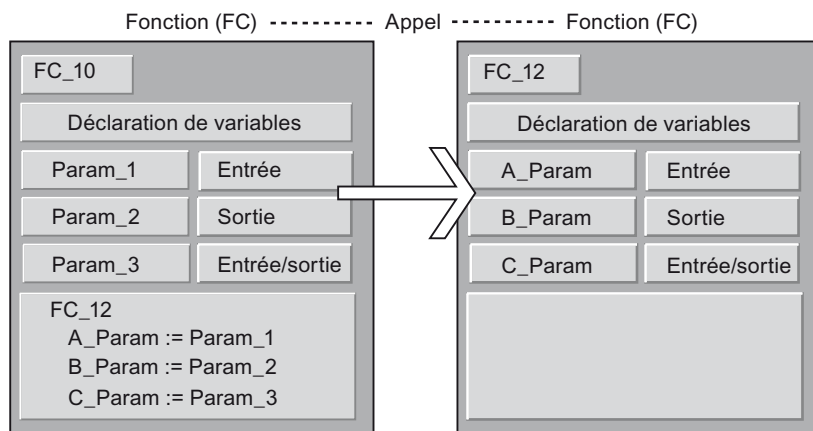 Fonction (FC) ------------ Appel ------------ Fonction (FC)
FC_10
Déclaration de variables
Param_1 Entrée
Param_2 Sortie
Param_3 Entrée/sortie
FC_12
A_Param := Param_1
B_Param := Param_2
C_Param := Param_3
FC_12
Déclaration de variables
A_Param Entrée
B_Param Sortie
C_Param Entrée/sortie